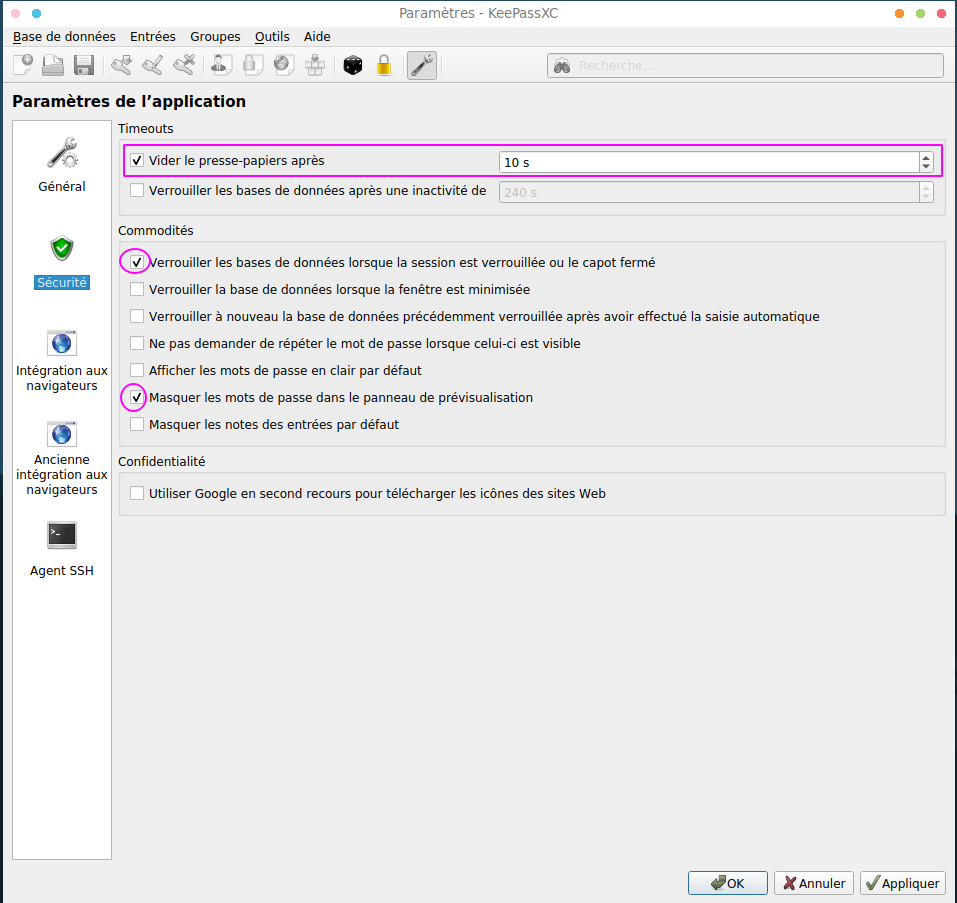 Paramètres - KeePassXC
Base de données Entrées Groupes Outils Aide
Recherche...
Paramètres de l’application
Général
Sécurité
Intégration aux
navigateurs
Ancienne
intégration aux
navigateurs
>_
Agent SSH
Timeouts
Vider le presse-papiers après 10 s
Verrouiller les bases de données après une inactivité de 240 s
Commodités
Verrouiller les bases de données lorsque la session est verrouillée ou le capot fermé
Verrouiller la base de données lorsque la fenêtre est minimisée
Verrouiller à nouveau la base de données précédemment verrouillée après avoir effectué la saisie automatique
Ne pas demander de répéter le mot de passe lorsque celui-ci est visible
Afficher les mots de passe en clair par défaut
Masquer les mots de passe dans le panneau de prévisualisation
Masquer les notes des entrées par défaut
Confidentialité
Utiliser Google en second recours pour télécharger les icônes des sites Web
OK Annuler Appliquer